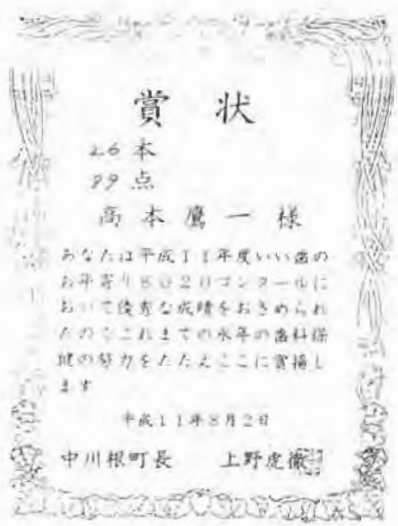 賞状
26本
99点
高本鷹一様
あなたは平成11年度いい歯の
お年寄り8020コンクールに
おいて優秀な成績をおさめられ
たのでこれまでの永年の歯科保
健の努力をたたえここに賞揚し
ます
平成11年8月2日
中川根町長 上野虎徹